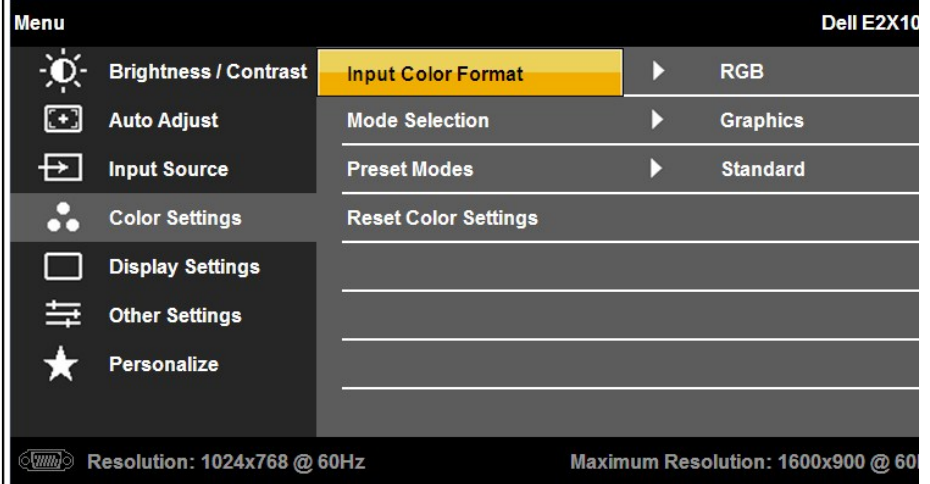 Menu Dell E2X10
Brightness / Contrast Input Color Format RGB
Auto Adjust Mode Selection Graphics
Input Source Preset Modes Standard
Color Settings Reset Color Settings
Display Settings
Other Settings
Personalize
Resolution: 1024x768 @ 60Hz Maximum Resolution: 1600x900 @ 60